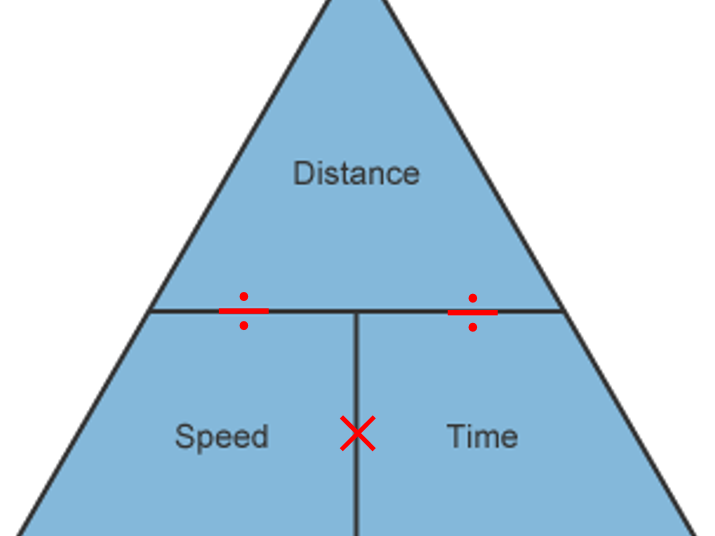 Distance
÷ ÷
Speed × Time